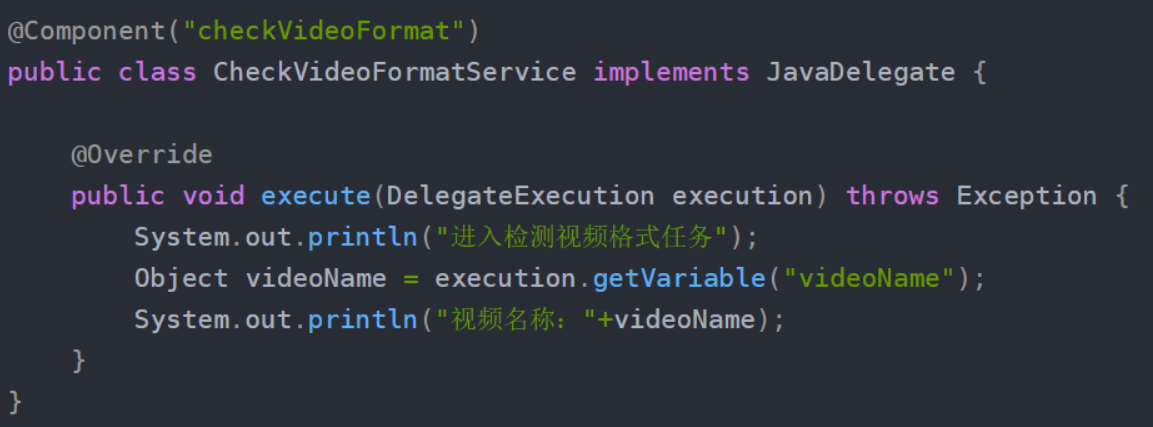 @Component("checkVideoFormat")
public class CheckVideoFormatService implements JavaDelegate {
@Override
public void execute(DelegateExecution execution) throws Exception {
System.out.println("进入检测视频格式任务");
Object videoName = execution.getVariable("videoName");
System.out.println("视频名称："+videoName);
}
}